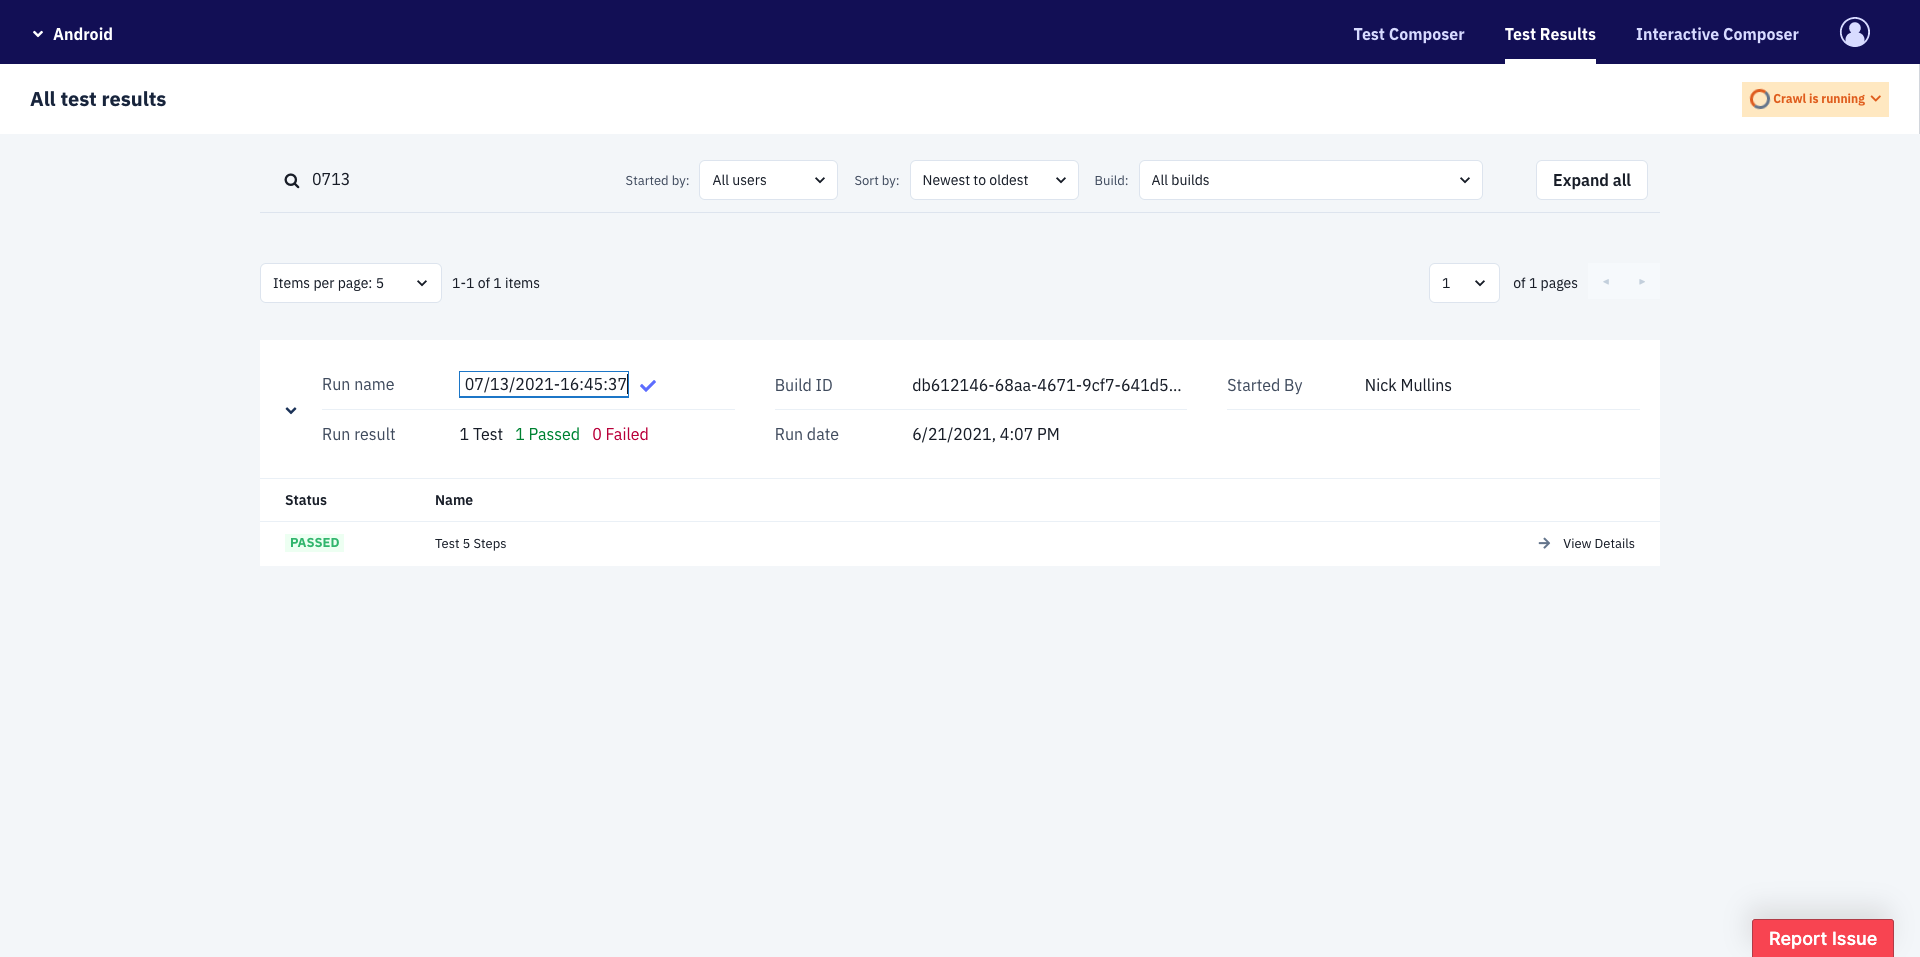 Android
Test Composer
Test Results
Interactive Composer
All test results
Crawl is running
0713
Started by:
All users
Sort by:
Newest to oldest
Build:
All builds
Expand all
Items per page: 5
1-1 of 1 items
1
of 1 pages
Run name
07/13/2021-16:45:37
Build ID
db612146-68aa-4671-9cf7-641d5...
Started By
Nick Mullins
Run result
1 Test 1 Passed 0 Failed
Run date
6/21/2021, 4:07 PM
Status
Name
PASSED
Test 5 Steps
View Details
Report Issue